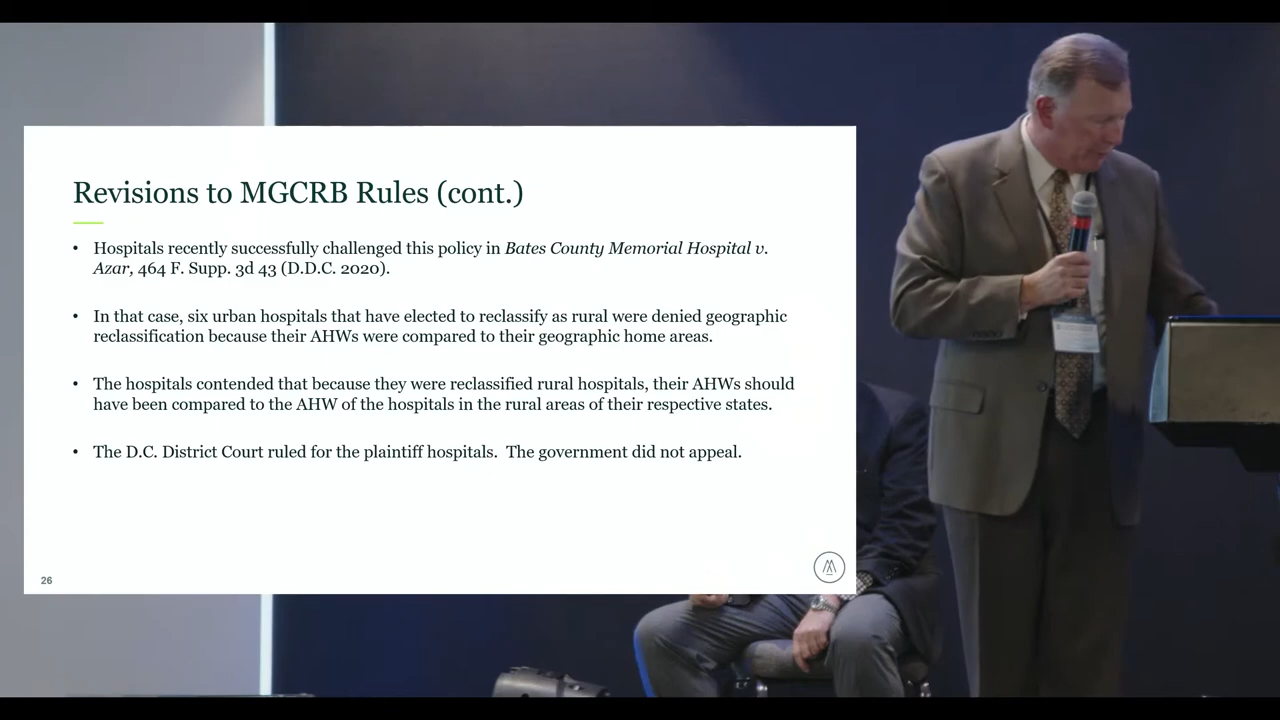 Revisions to MGCRB Rules (cont.)
• Hospitals recently successfully challenged this policy in Bates County Memorial Hospital v.
Azar, 464 F. Supp. 3d 43 (D.D.C. 2020).
• In that case, six urban hospitals that have elected to reclassify as rural were denied geographic
reclassification because their AHWs were compared to their geographic home areas.
• The hospitals contended that because they were reclassified rural hospitals, their AHWs should
have been compared to the AHW of the hospitals in the rural areas of their respective states.
• The D.C. District Court ruled for the plaintiff hospitals.  The government did not appeal.
26